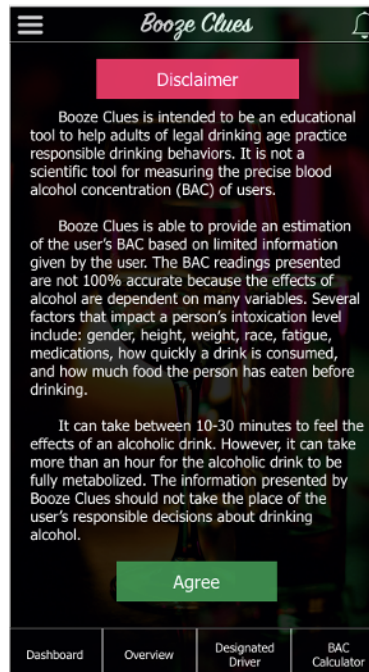 Booze Clues
Disclaimer
Booze Clues is intended to be an educational
tool to help adults of legal drinking age practice
responsible drinking behaviors. It is not a
scientific tool for measuring the precise blood
alcohol concentration (BAC) of users.
Booze Clues is able to provide an estimation
of the user's BAC based on limited information
given by the user. The BAC readings presented
are not 100% accurate because the effects of
alcohol are dependent on many variables. Several
factors that impact a person's intoxication level
include: gender, height, weight, race, fatigue,
medications, how quickly a drink is consumed,
and how much food the person has eaten before
drinking.
It can take between 10-30 minutes to feel the
effects of an alcoholic drink. However, it can take
more than an hour for the alcoholic drink to be
fully metabolized. The information presented by
Booze Clues should not take the place of the
user's responsible decisions about drinking
alcohol.
Agree
Dashboard
Overview
Designated
Driver
BAC
Calculator